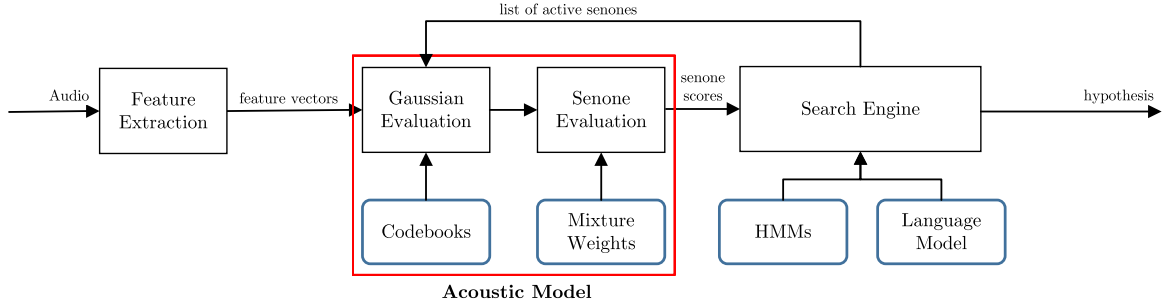 list of active senones
Audio
Feature
Extraction
feature vectors
Gaussian
Evaluation
Senone
Evaluation
senone
scores
Search Engine
hypothesis
Codebooks
Mixture
Weights
HMMs
Language
Model
Acoustic Model